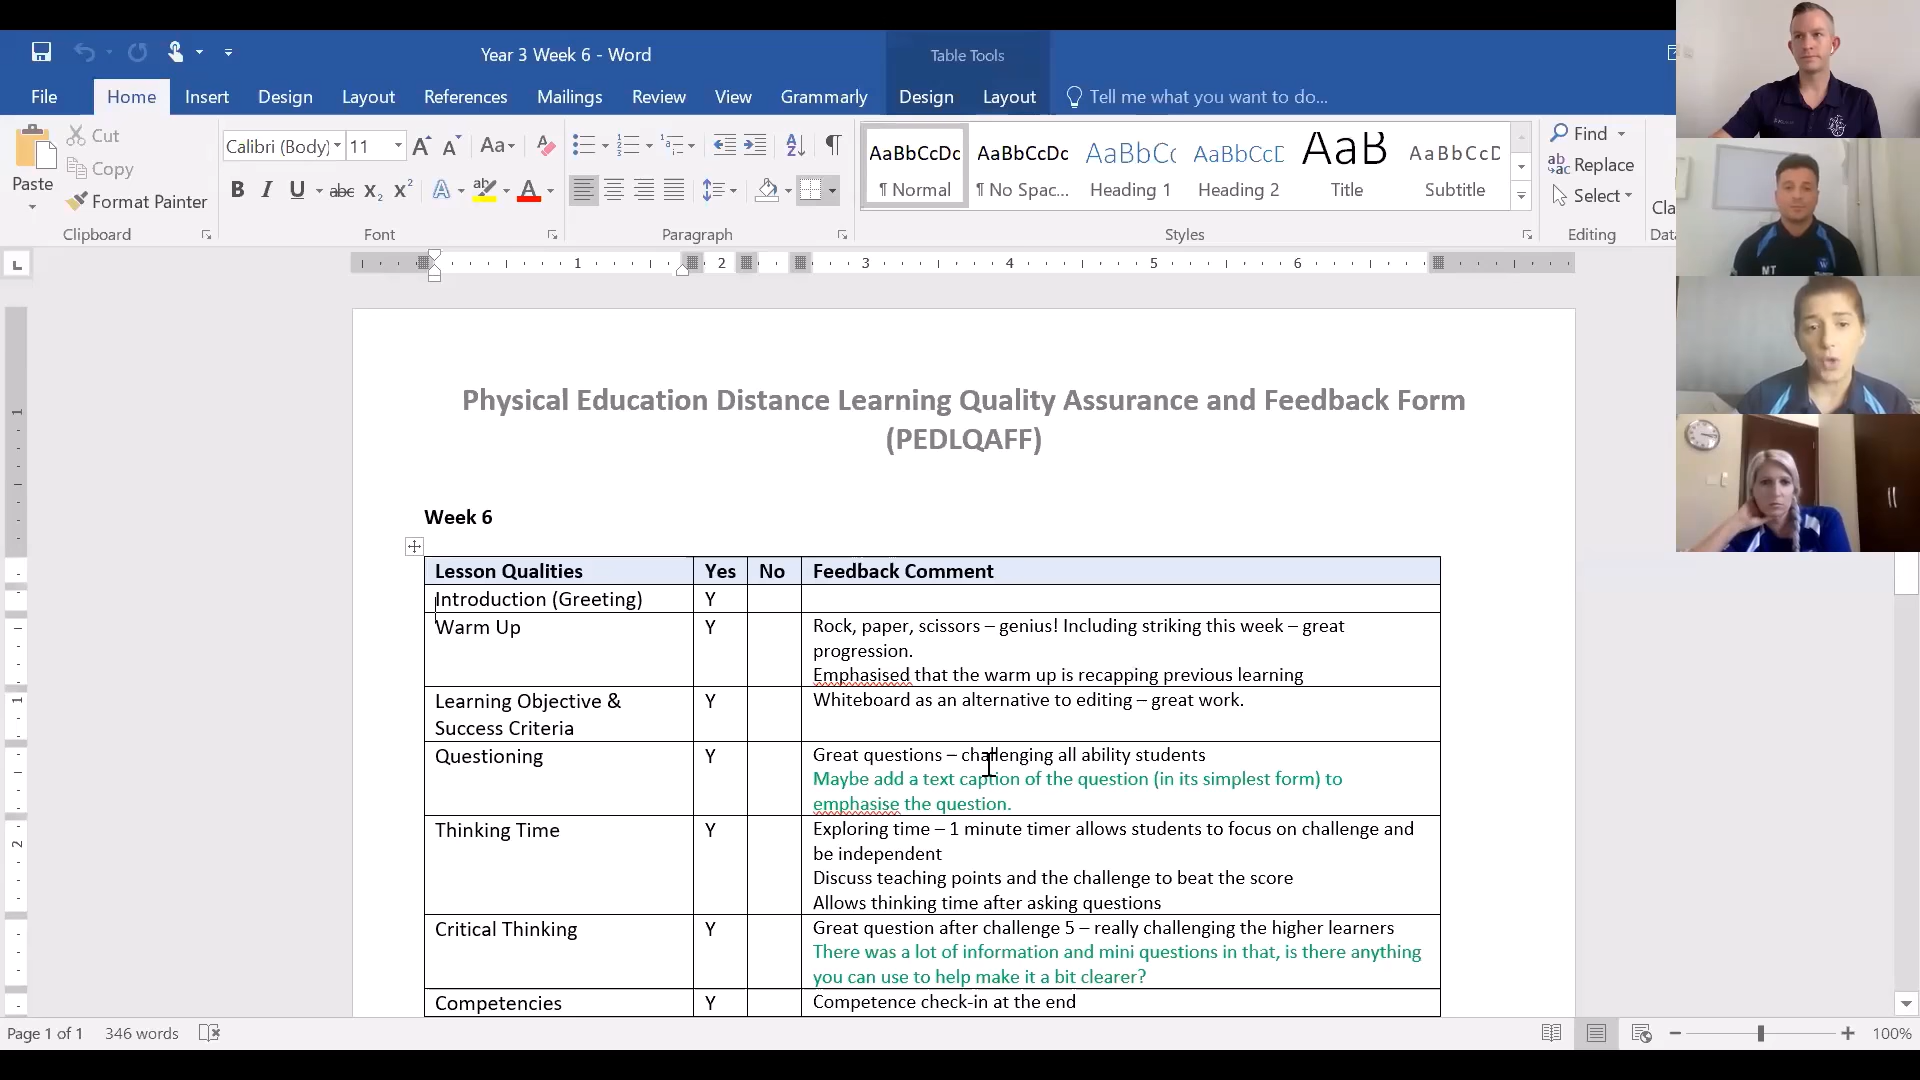 Year 3 Week 6 - Word
Table Tools
File
Home
Insert
Design
Layout
References
Mailings
Review
View
Grammarly
Design
Layout
Tell me what you want to do...
Paste
Cut
Copy
Format Painter
Clipboard
Calibri (Body)
11
Font
Paragraph
AaBbCcDc
¶ Normal
AaBbCcDc
¶ No Spac...
AaBbCc
Heading 1
AaBbCcD
Heading 2
AaB
Title
AaBbCcD
Subtitle
Styles
Find
Replace
Select
Editing
1 2 3 4 5 6
Physical Education Distance Learning Quality Assurance and Feedback Form
(PEDLQAFF)
Week 6
Lesson Qualities Yes No Feedback Comment
Introduction (Greeting) Y
Warm Up Y Rock, paper, scissors – genius! Including striking this week – great
progression.
Emphasised that the warm up is recapping previous learning
Learning Objective & Y Whiteboard as an alternative to editing – great work.
Success Criteria
Questioning Y Great questions – challenging all ability students
Maybe add a text caption of the question (in its simplest form) to
emphasise the question.
Thinking Time Y Exploring time – 1 minute timer allows students to focus on challenge and
be independent
Discuss teaching points and the challenge to beat the score
Allows thinking time after asking questions
Critical Thinking Y Great question after challenge 5 – really challenging the higher learners
There was a lot of information and mini questions in that, is there anything
you can use to help make it a bit clearer?
Competencies Y Competence check-in at the end
Page 1 of 1 346 words
100%
MT